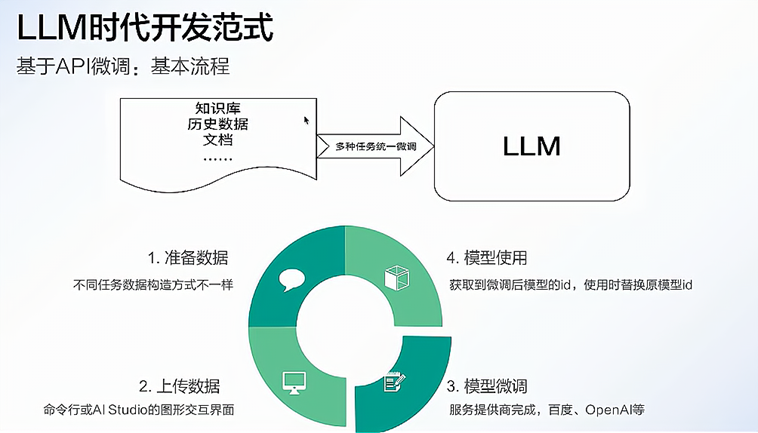 LLM时代开发范式
基于API微调：基本流程
知识库
历史数据
文档
……
多种任务统一微调
LLM
1. 准备数据
不同任务数据构造方式不一样
4. 模型使用
获取到微调后模型的id，使用时替换原模型id
2. 上传数据
命令行或AI Studio的图形交互界面
3. 模型微调
服务提供商完成，百度、OpenAI等